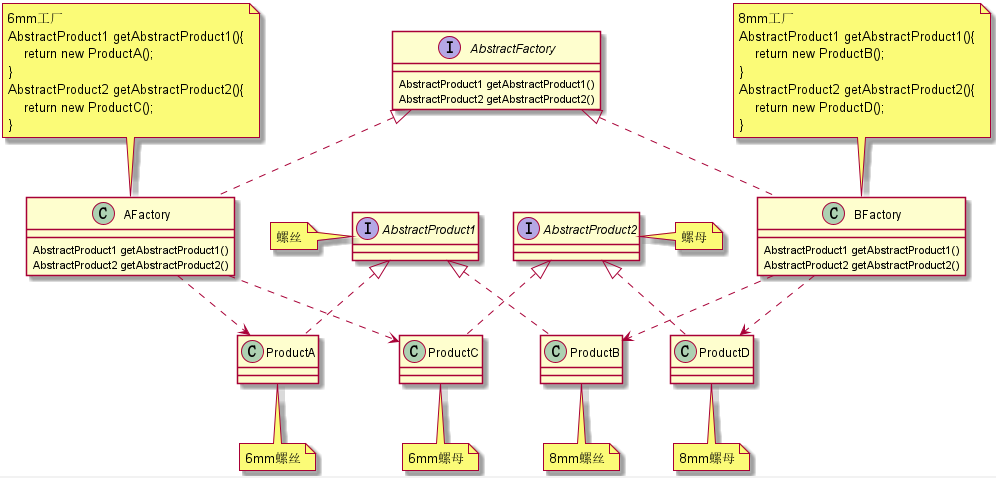 6mm工厂
AbstractProduct1 getAbstractProduct1(){
return new ProductA();
}
AbstractProduct2 getAbstractProduct2(){
return new ProductC();
}
I AbstractFactory
AbstractProduct1 getAbstractProduct1()
AbstractProduct2 getAbstractProduct2()
8mm工厂
AbstractProduct1 getAbstractProduct1(){
return new ProductB();
}
AbstractProduct2 getAbstractProduct2(){
return new ProductD();
}
C AFactory
AbstractProduct1 getAbstractProduct1()
AbstractProduct2 getAbstractProduct2()
螺丝
I AbstractProduct1
I AbstractProduct2
螺母
C BFactory
AbstractProduct1 getAbstractProduct1()
AbstractProduct2 getAbstractProduct2()
C ProductA
C ProductC
C ProductB
C ProductD
6mm螺丝
6mm螺母
8mm螺丝
8mm螺母